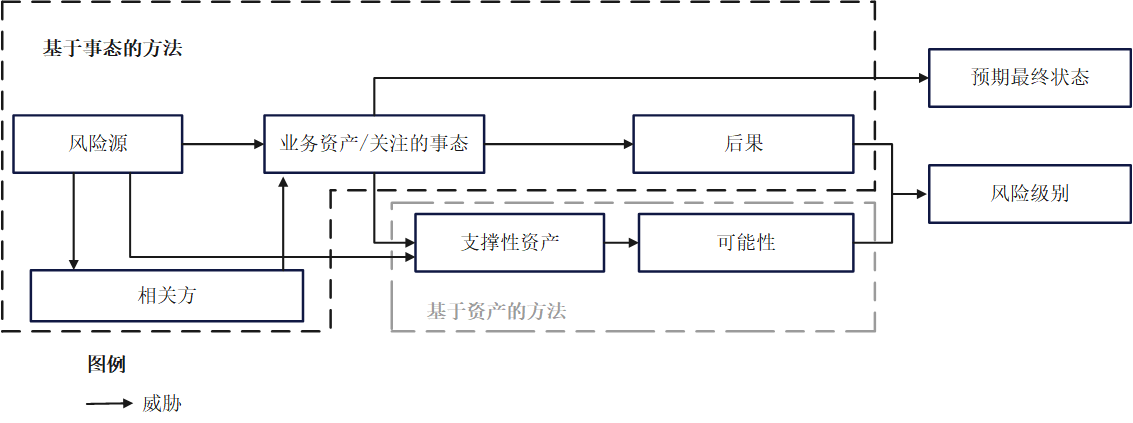 基于事态的方法
预期最终状态
风险源
业务资产/关注的事态
后果
风险级别
支撑性资产
可能性
相关方
基于资产的方法
图例
威胁